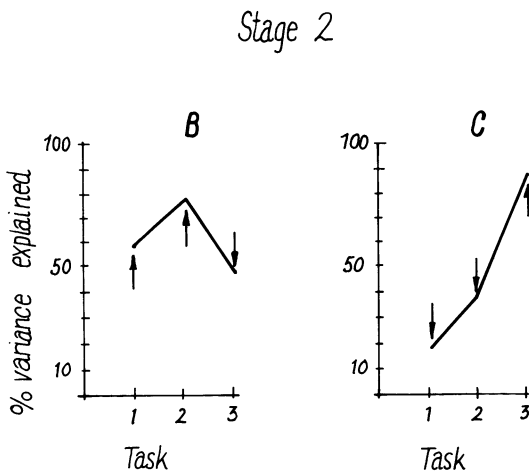 Stage 2
B
C
% variance explained
100
50
10
1 2 3
Task
100
50
10
1 2 3
Task